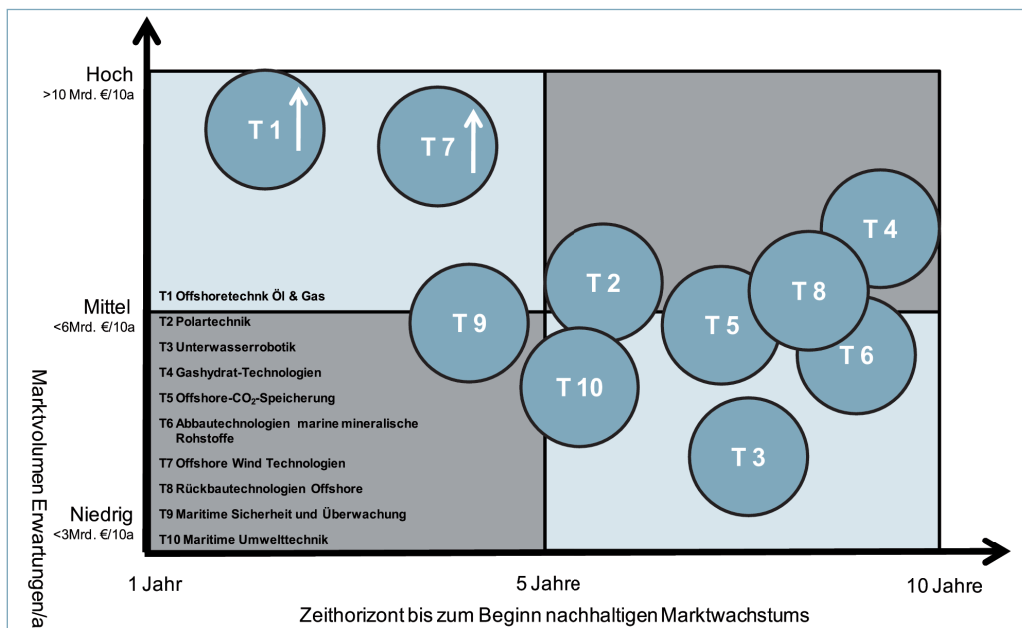 Hoch
>10 Mrd. €/10a
T 1
T 7
T 4
T 2
T 8
Mittel
<6Mrd. €/10a
T 9
T 5
T 6
T 10
T 3
T1 Offshoretechnk Öl & Gas
T2 Polartechnik
T3 Unterwasserrobotik
T4 Gashydrat-Technologien
T5 Offshore-CO₂-Speicherung
T6 Abbautechnologien marine mineralische
Rohstoffe
T7 Offshore Wind Technologien
T8 Rückbautechnologien Offshore
T9 Maritime Sicherheit und Überwachung
T10 Maritime Umwelttechnik
Niedrig
<3Mrd. €/10a
Marktvolumen Erwartungen/a
1 Jahr
5 Jahre
10 Jahre
Zeithorizont bis zum Beginn nachhaltigen Marktwachstums